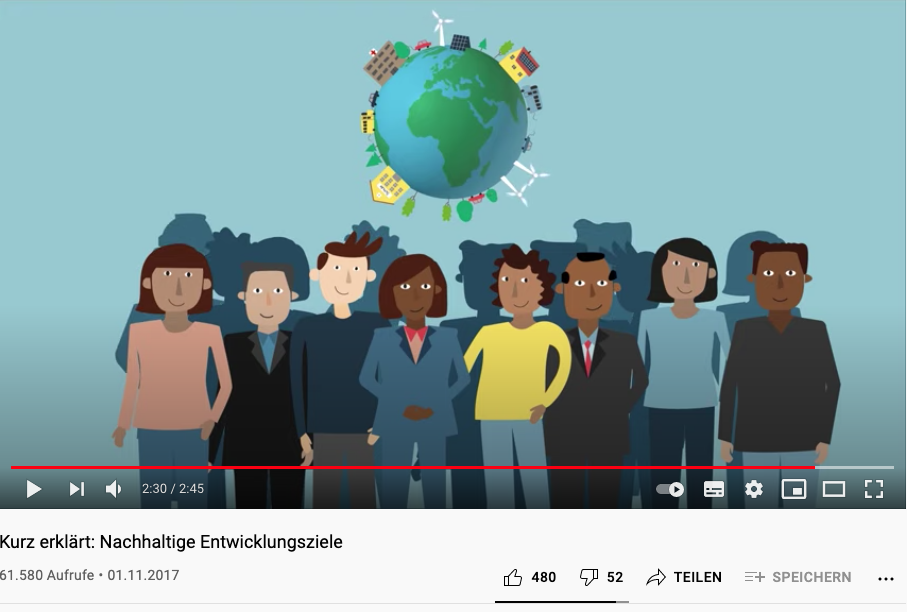 2:30 / 2:45
Kurz erklärt: Nachhaltige Entwicklungsziele
61.580 Aufrufe • 01.11.2017
480
52
TEILEN
SPEICHERN